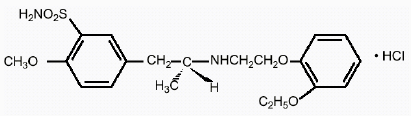 H₂NO₂S
CH₃O
CH₂ C NHCH₂CH₂O
• HCl
H₃C H
C₂H₅O